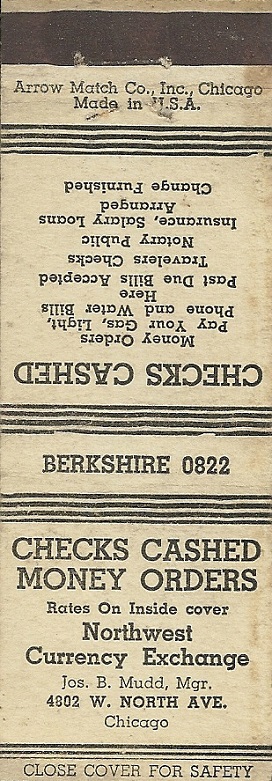 Arrow Match Co., Inc., Chicago
Made in U.S.A.
CHECKS CASHED
Money Orders
Pay Your Gas, Light,
Phone and Water Bills
Here
Past Due Bills Accepted
Travelers Checks
Notary Public
Insurance, Salary Loans
Arranged
Change Furnished
BERKSHIRE 0822
CHECKS CASHED
MONEY ORDERS
Rates On Inside cover
Northwest
Currency Exchange
Jos. B. Mudd, Mgr.
4802 W. NORTH AVE.
Chicago
CLOSE COVER FOR SAFETY